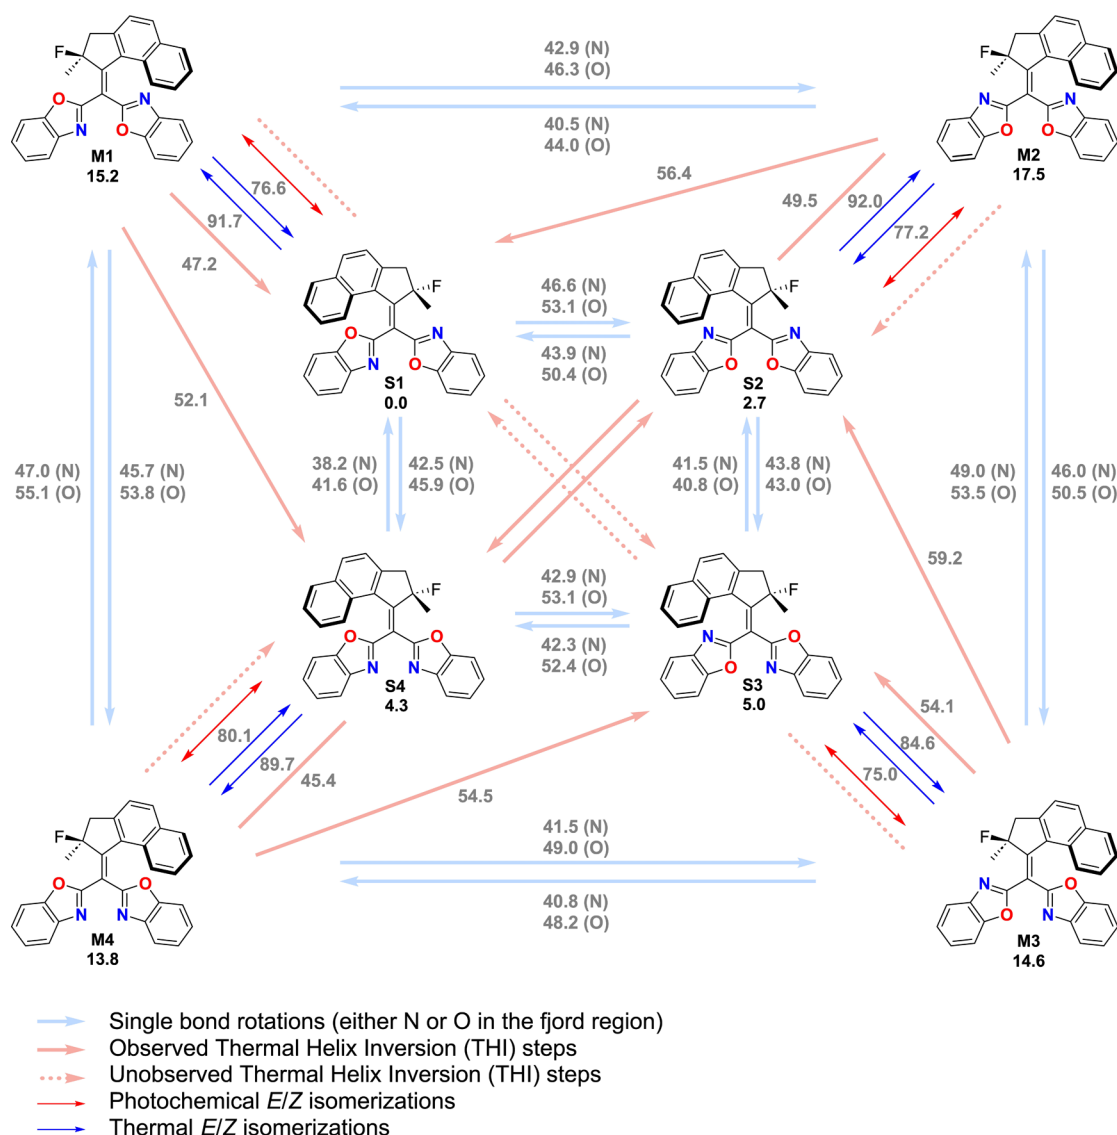 42.9 (N)
46.3 (O)
40.5 (N)
44.0 (O)
F
O
N
N
O
M1
15.2
F
N
N
O
O
M2
17.5
56.4
76.6
91.7
47.2
49.5
92.0
77.2
F
O
N
N
O
S1
0.0
46.6 (N)
53.1 (O)
43.9 (N)
50.4 (O)
F
N
N
O
O
S2
2.7
52.1
47.0 (N)
55.1 (O)
45.7 (N)
53.8 (O)
38.2 (N)
41.6 (O)
42.5 (N)
45.9 (O)
41.5 (N)
40.8 (O)
43.8 (N)
43.0 (O)
49.0 (N)
53.5 (O)
46.0 (N)
50.5 (O)
59.2
F
O
O
N
N
S4
4.3
42.9 (N)
53.1 (O)
42.3 (N)
52.4 (O)
F
N
O
O
N
S3
5.0
80.1
89.7
45.4
54.5
54.1
84.6
75.0
F
O
O
N
N
M4
13.8
41.5 (N)
49.0 (O)
40.8 (N)
48.2 (O)
F
N
O
O
N
M3
14.6
Single bond rotations (either N or O in the fjord region)
Observed Thermal Helix Inversion (THI) steps
Unobserved Thermal Helix Inversion (THI) steps
Photochemical E/Z isomerizations
Thermal E/Z isomerizations